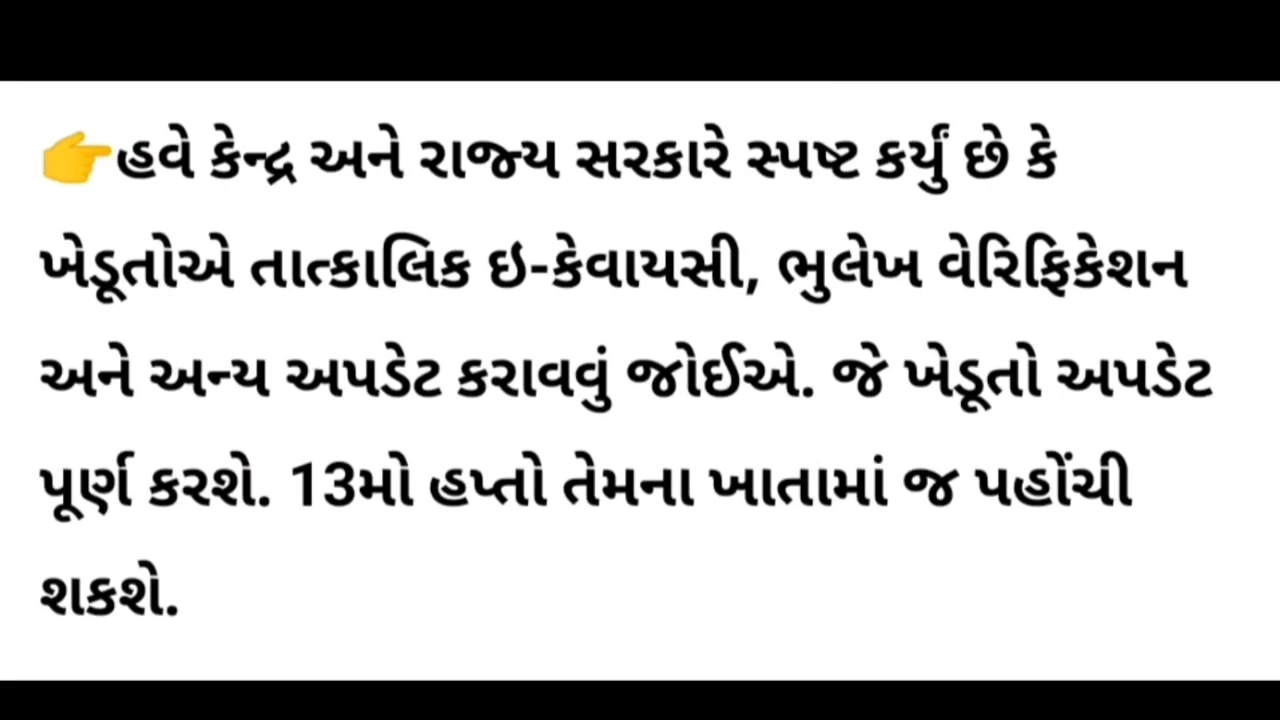 👉હવે કેન્દ્ર અને રાજ્ય સરકારે સ્પષ્ટ કર્યું છે કે
ખેડૂતોએ તાત્કાલિક ઇ-કેવાયસી, ભુલેખ વેરિફિકેશન
અને અન્ય અપડેટ કરાવવું જોઈએ. જે ખેડૂતો અપડેટ
પૂર્ણ કરશે. 13મો હપ્તો તેમના ખાતામાં જ પહોંચી
શકશે.